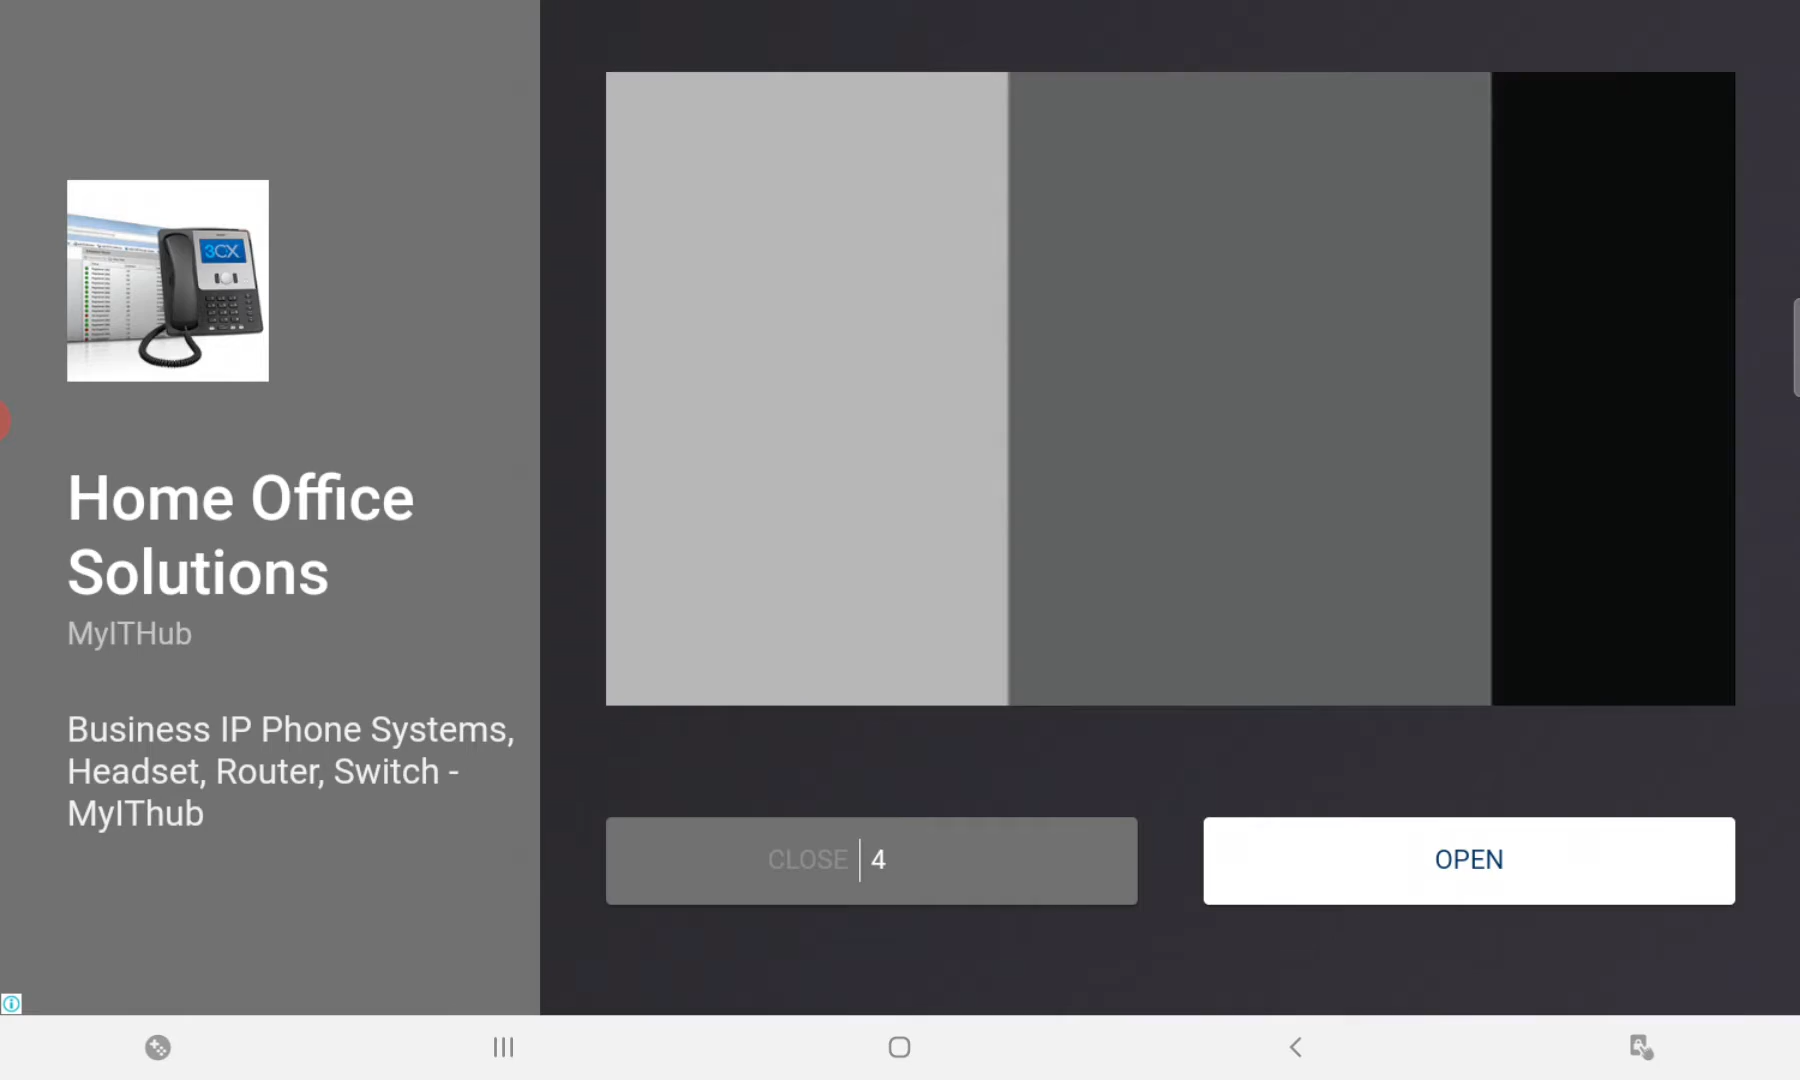 3CX
Home Office
Solutions
MyITHub
Business IP Phone Systems,
Headset, Router, Switch -
MyIThub
CLOSE 4
OPEN